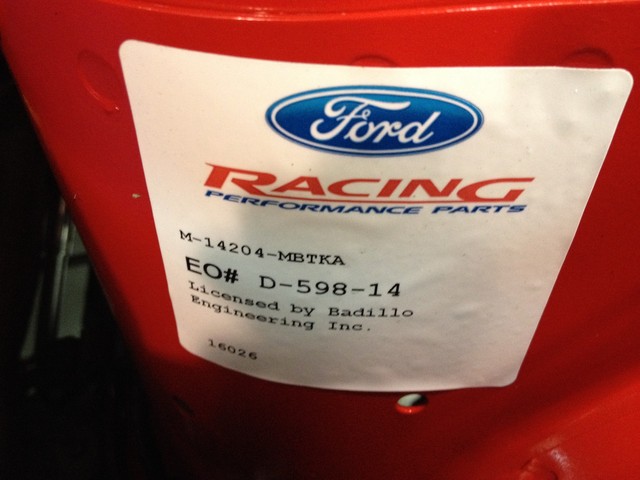 Ford
RACING
PERFORMANCE PARTS
M-14204-MBTKA
EO# D-598-14
Licensed by Badillo
Engineering Inc.
16026